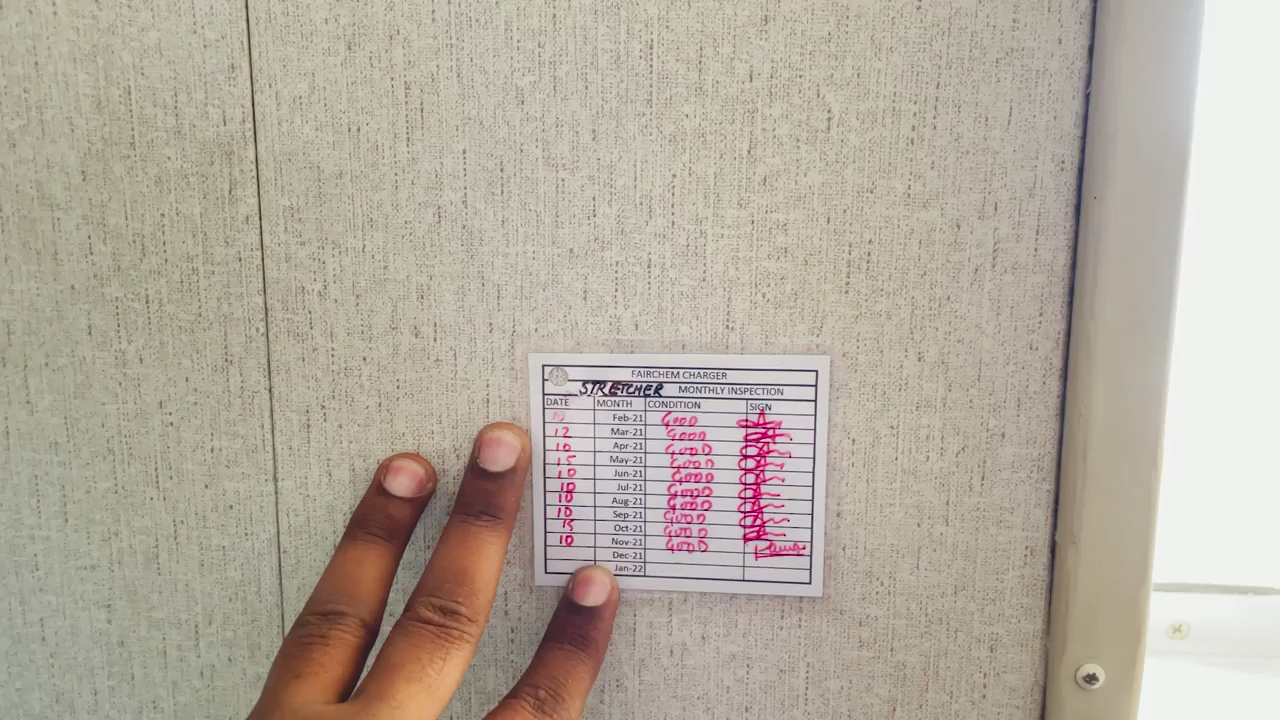 FAIRCHEM CHARGER
STRETCHER MONTHLY INSPECTION
DATE MONTH CONDITION SIGN
Feb-21 GOOD
12 Mar-21 GOOD
10 Apr-21 GOOD
15 May-21 GOOD
10 Jun-21 GOOD
10 Jul-21 GOOD
10 Aug-21 GOOD
10 Sep-21 GOOD
15 Oct-21 GOOD
10 Nov-21 GOOD
Dec-21
Jan-22